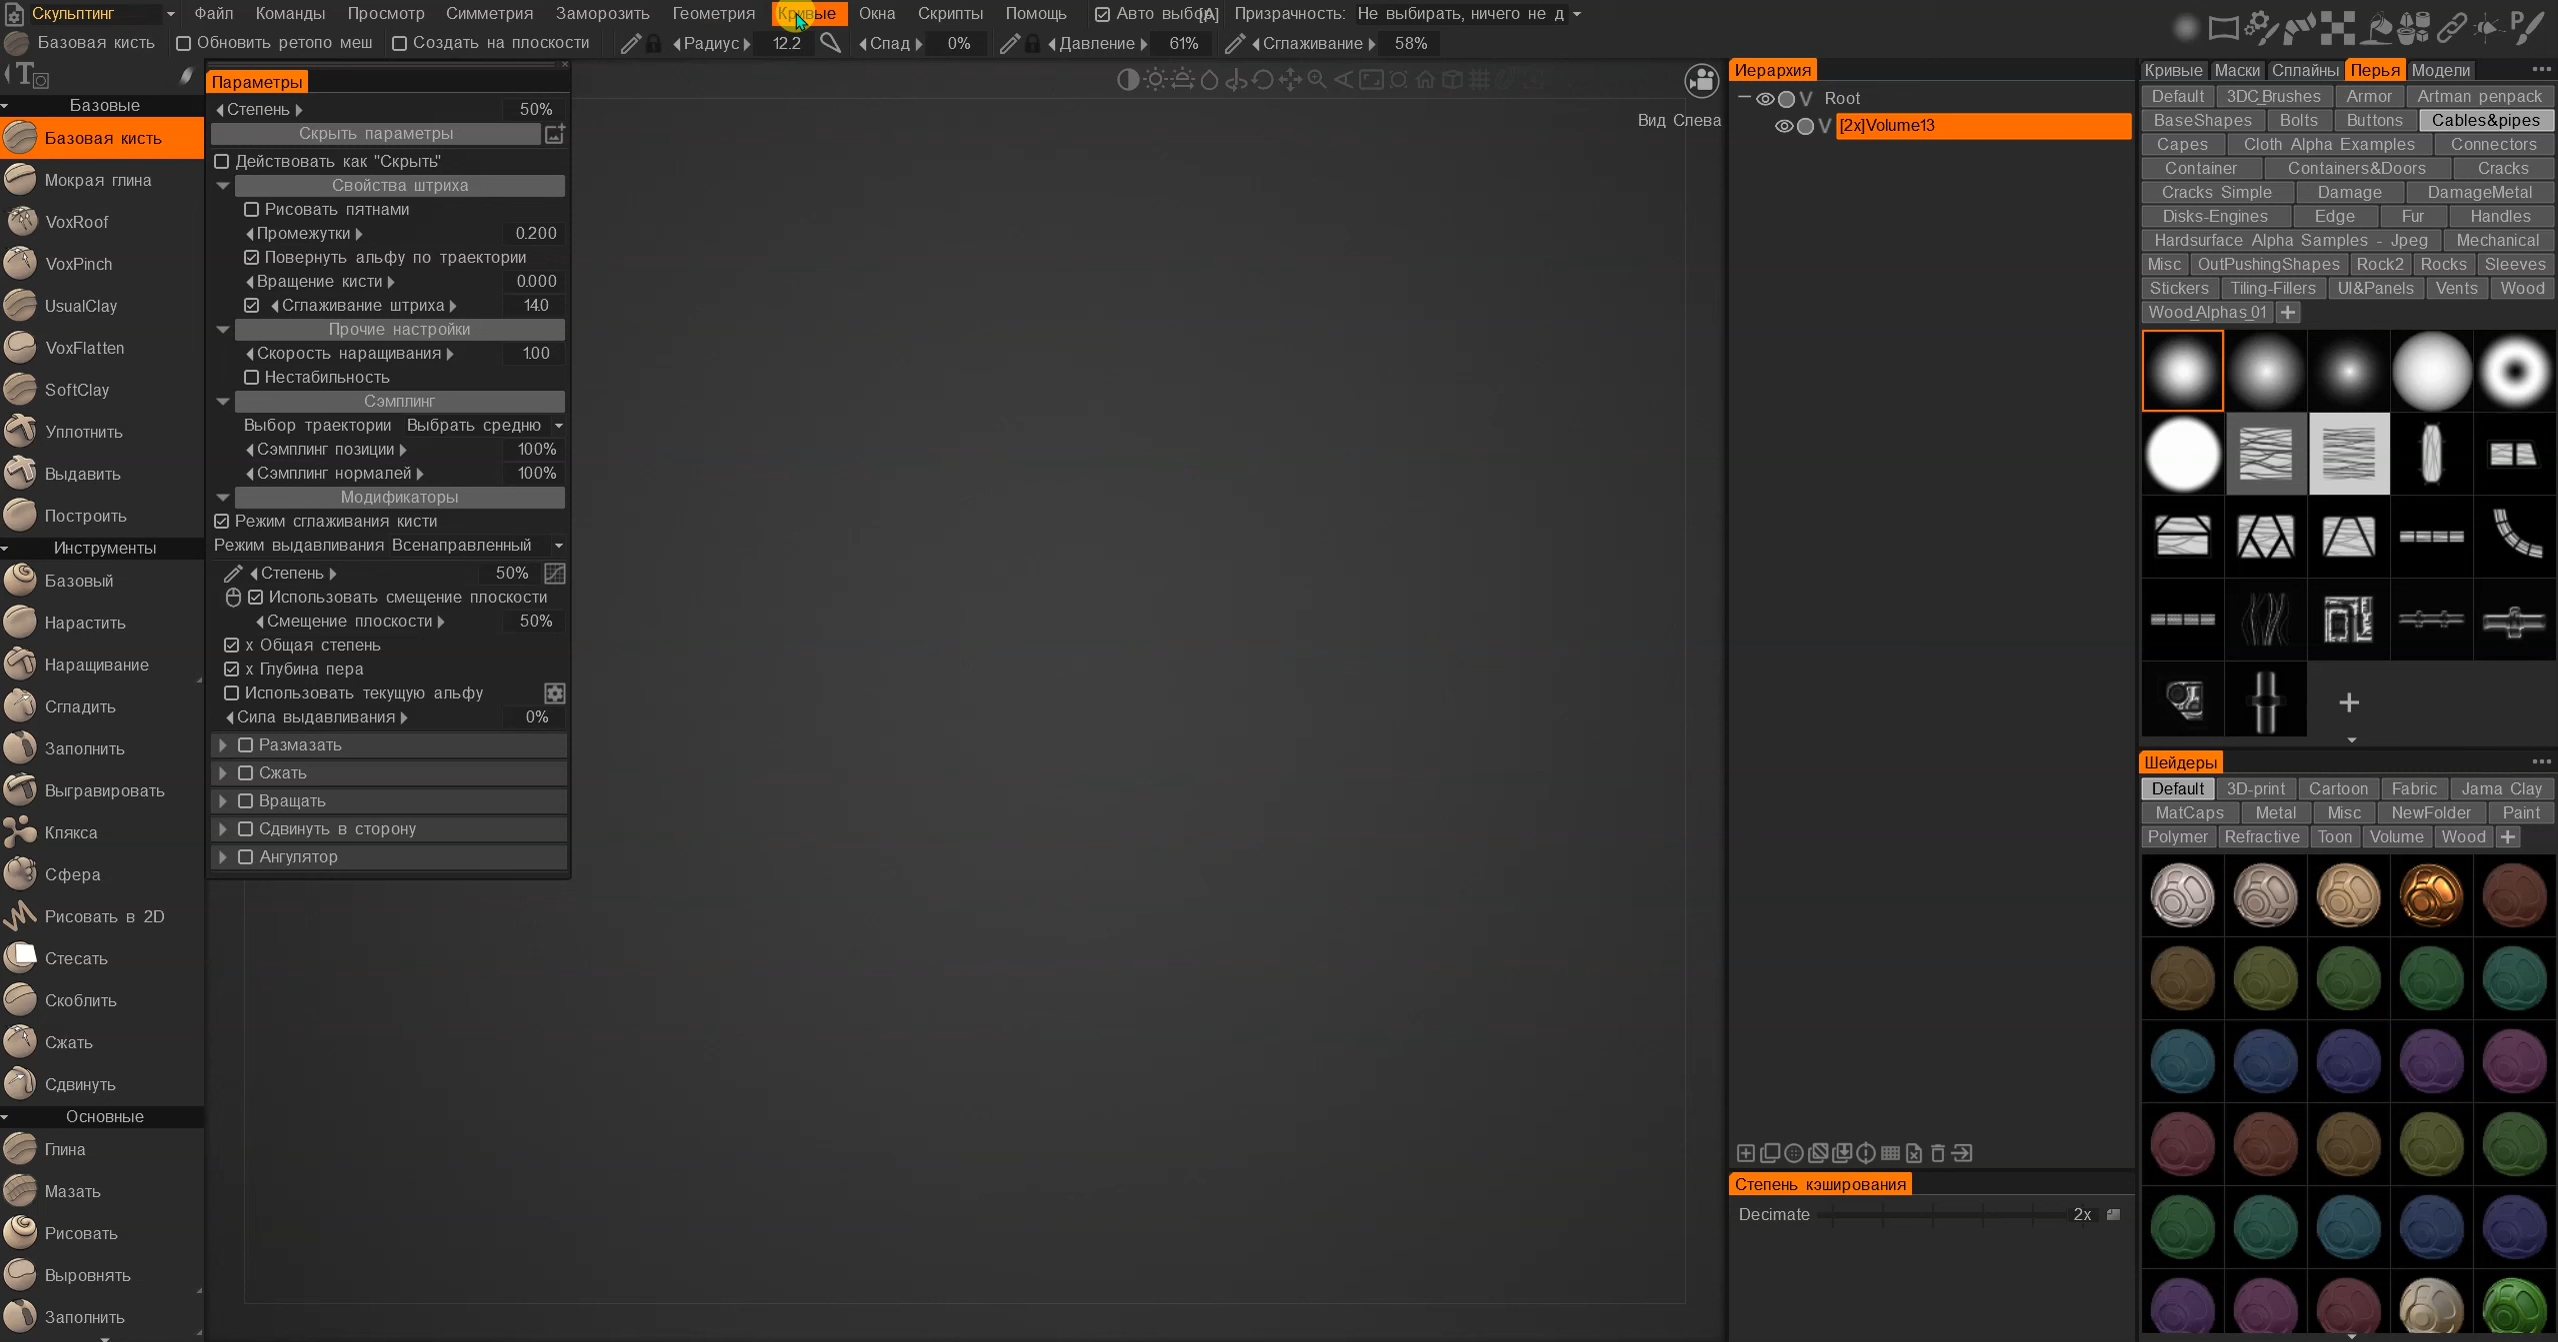 Скульптинг Файл Команды Просмотр Симметрия Заморозить Геометрия Кривые Окна Скрипты Помощь Авто выбор [A] Призрачность: Не выбирать, ничего не д
Базовая кисть Обновить ретопо меш Создать на плоскости Радиус 12.2 Спад 0% Давление 61% Сглаживание 58%
Базовые
Базовая кисть
Мокрая глина
VoxRoof
VoxPinch
UsualClay
VoxFlatten
SoftClay
Уплотнить
Выдавить
Построить
Инструменты
Базовый
Нарастить
Наращивание
Сгладить
Заполнить
Выгравировать
Клякса
Сфера
Рисовать в 2D
Стесать
Скоблить
Сжать
Сдвинуть
Основные
Глина
Мазать
Рисовать
Выровнять
Заполнить
Параметры
Степень 50%
Скрыть параметры
Действовать как "Скрыть"
Свойства штриха
Рисовать пятнами
Промежутки 0.200
Повернуть альфу по траектории
Вращение кисти 0.000
Сглаживание штриха 14.0
Прочие настройки
Скорость наращивания 1.00
Нестабильность
Сэмплинг
Выбор траектории Выбрать средню
Сэмплинг позиции 100%
Сэмплинг нормалей 100%
Модификаторы
Режим сглаживания кисти
Режим выдавливания Всенаправленный
Степень 50%
Использовать смещение плоскости
Смещение плоскости 50%
x Общая степень
x Глубина пера
Использовать текущую альфу
Сила выдавливания 0%
Размазать
Сжать
Вращать
Сдвинуть в сторону
Ангулятор
Вид Слева
Иерархия
V Root
V [2x]Volume13
Степень кэширования
Decimate 2x
Кривые Маски Сплайны Перья Модели
Default 3DC_Brushes Armor Artman penpack
BaseShapes Bolts Buttons Cables&pipes
Capes Cloth Alpha Examples Connectors
Container Containers&Doors Cracks
Cracks Simple Damage DamageMetal
Disks-Engines Edge Fur Handles
Hardsurface Alpha Samples - Jpeg Mechanical
Misc OutPushingShapes Rock2 Rocks Sleeves
Stickers Tiling-Fillers UI&Panels Vents Wood
Wood_Alphas_01 +
Шейдеры
Default 3D-print Cartoon Fabric Jama Clay
MatCaps Metal Misc NewFolder Paint
Polymer Refractive Toon Volume Wood +